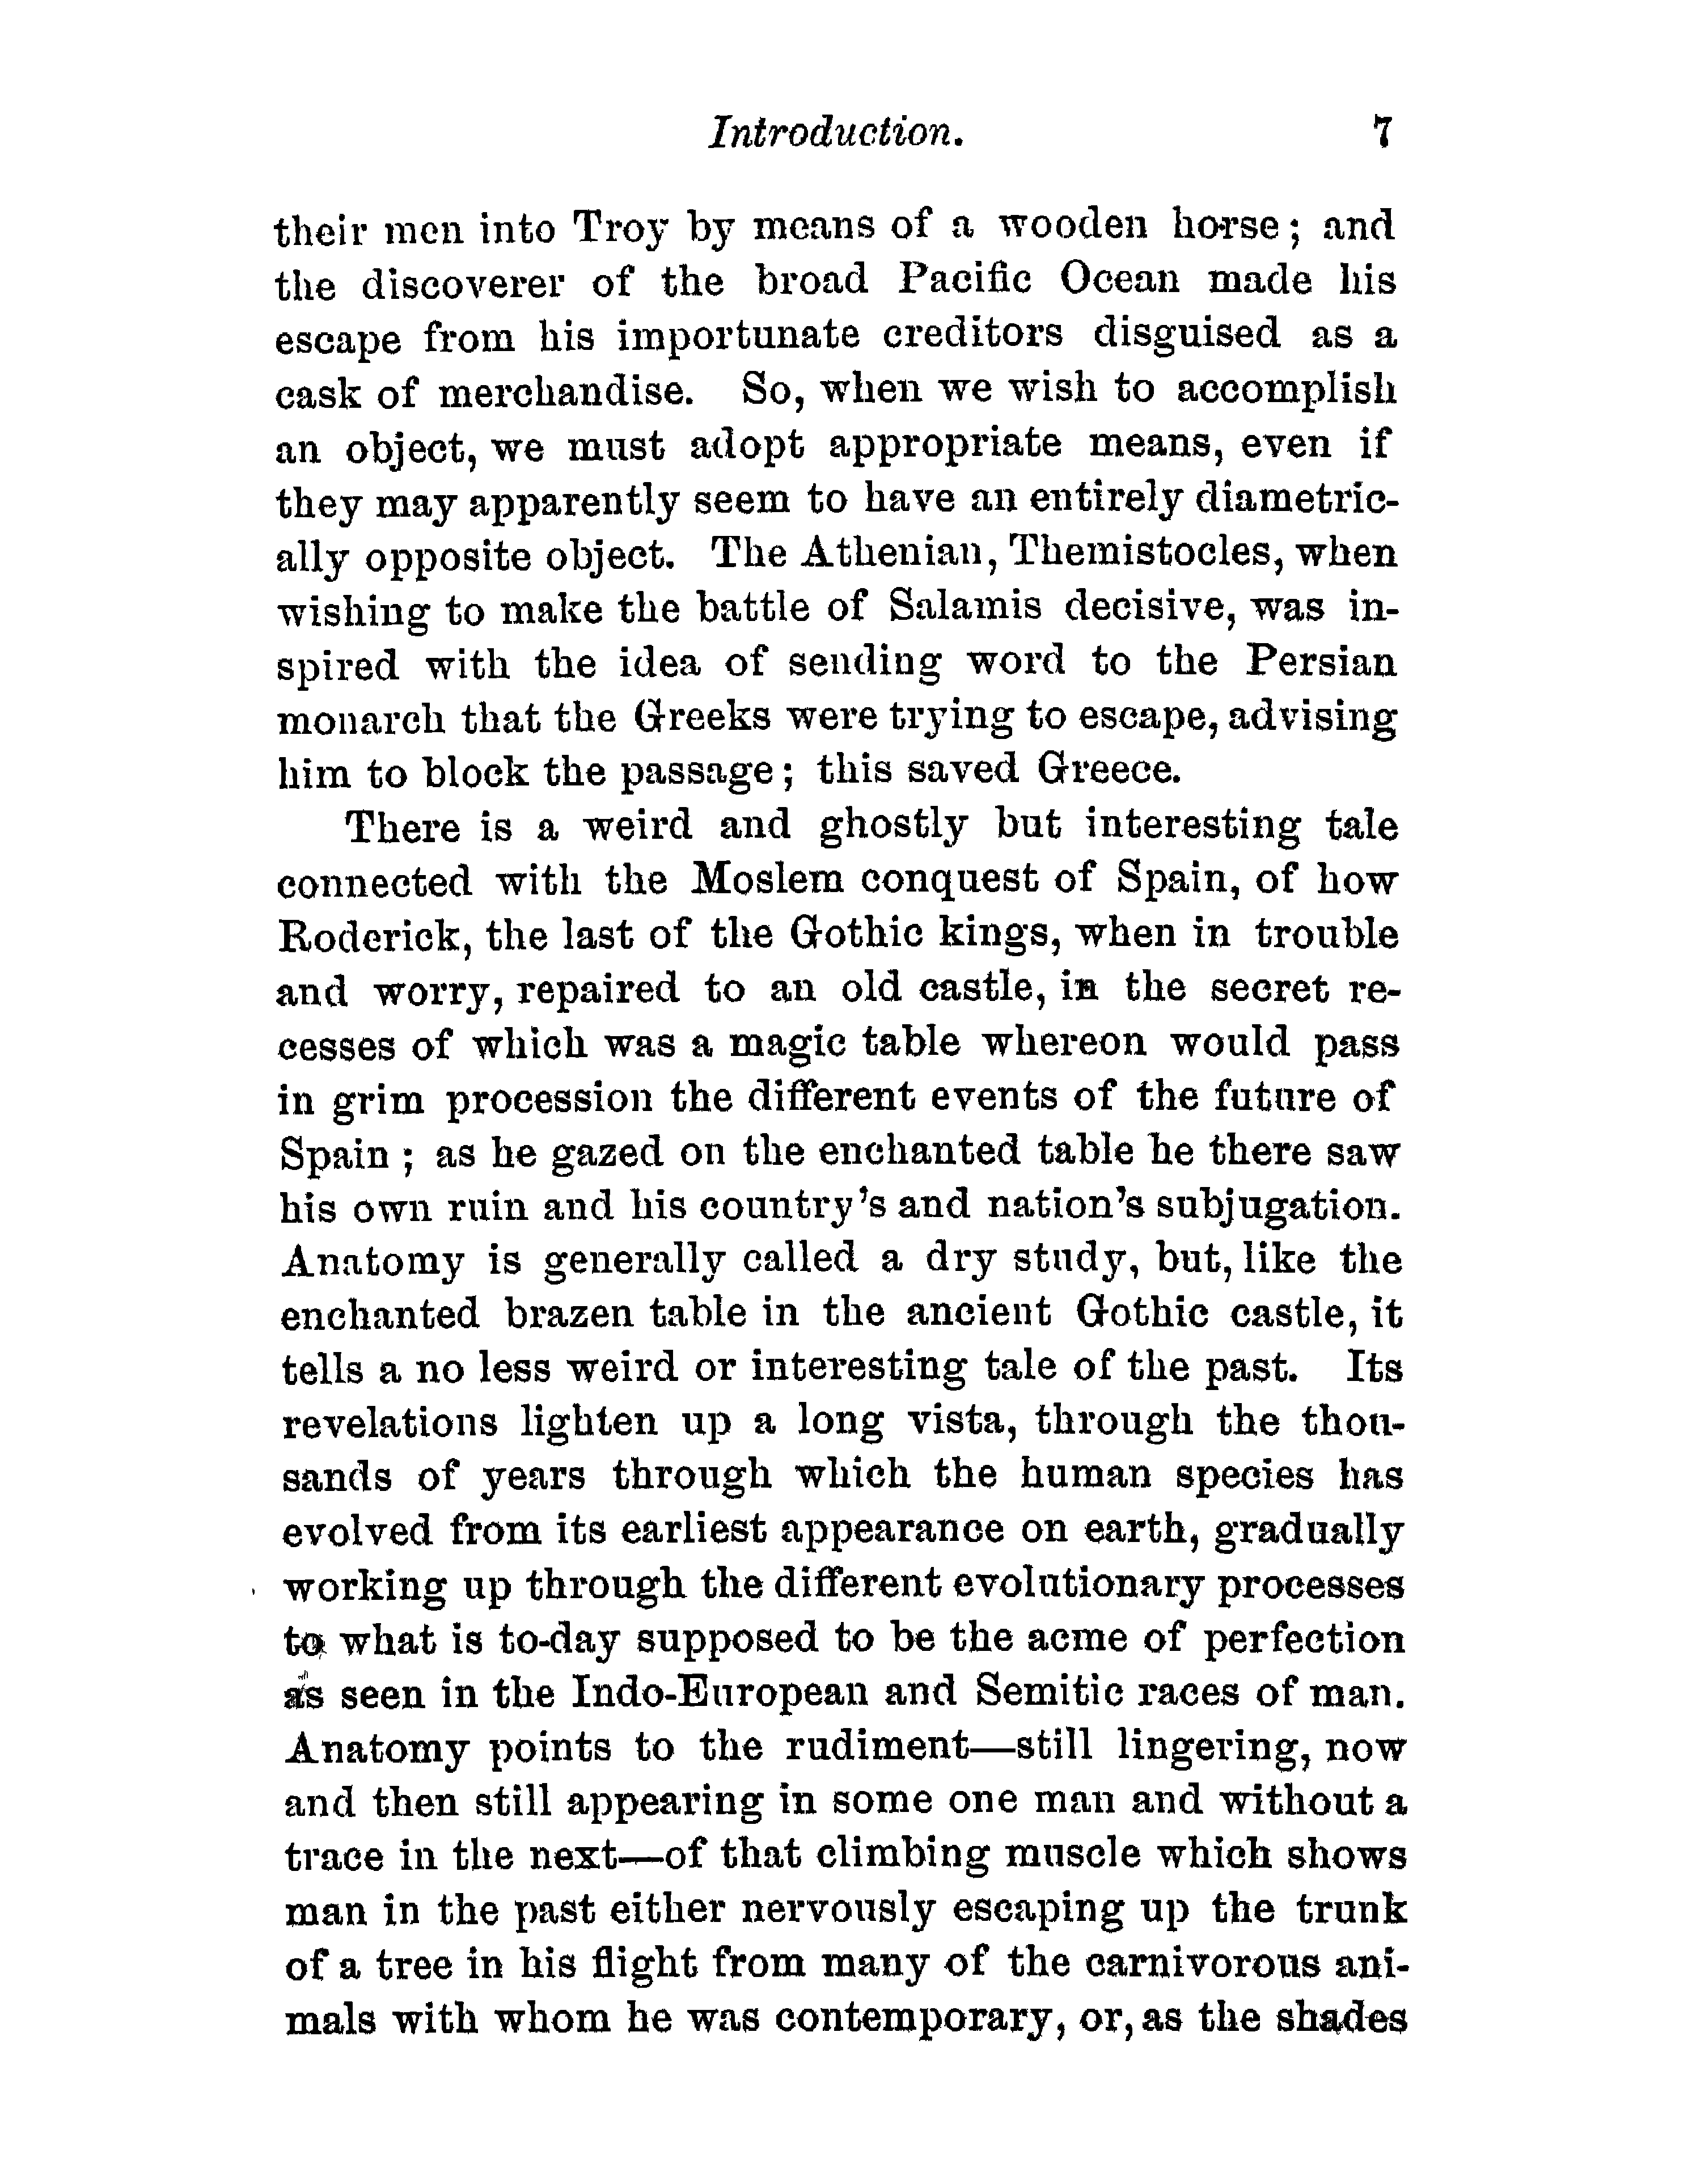 Introduction. 7
their men into Troy by means of a wooden horse; and
the discoverer of the broad Pacific Ocean made his
escape from his importunate creditors disguised as a
cask of merchandise. So, when we wish to accomplish
an object, we must adopt appropriate means, even if
they may apparently seem to have an entirely diametric-
ally opposite object. The Athenian, Themistocles, when
wishing to make the battle of Salamis decisive, was in-
spired with the idea of sending word to the Persian
monarch that the Greeks were trying to escape, advising
him to block the passage; this saved Greece.
There is a weird and ghostly but interesting tale
connected with the Moslem conquest of Spain, of how
Roderick, the last of the Gothic kings, when in trouble
and worry, repaired to an old castle, in the secret re-
cesses of which was a magic table whereon would pass
in grim procession the different events of the future of
Spain; as he gazed on the enchanted table he there saw
his own ruin and his country's and nation's subjugation.
Anatomy is generally called a dry study, but, like the
enchanted brazen table in the ancient Gothic castle, it
tells a no less weird or interesting tale of the past. Its
revelations lighten up a long vista, through the thou-
sands of years through which the human species has
evolved from its earliest appearance on earth, gradually
working up through the different evolutionary processes
to what is to-day supposed to be the acme of perfection
as seen in the Indo-European and Semitic races of man.
Anatomy points to the rudiment—still lingering, now
and then still appearing in some one man and without a
trace in the next—of that climbing muscle which shows
man in the past either nervously escaping up the trunk
of a tree in his flight from many of the carnivorous ani-
mals with whom he was contemporary, or, as the shades